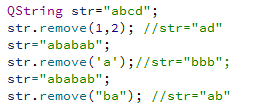 QString str="abcd";
str.remove(1,2); //str="ad"
str="ababab";
str.remove('a');//str="bbb";
str="ababab";
str.remove("ba"); //str="ab"